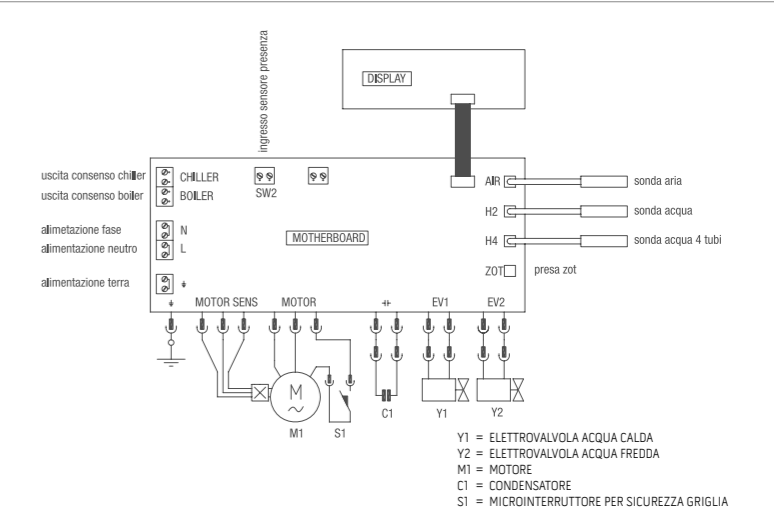 ingresso sensore presenza
DISPLAY
uscita consenso chiller
CHILLER
AIR
sonda aria
uscita consenso boiler
BOILER
SW2
H2
sonda acqua
alimetazione fase
N
MOTHERBOARD
H4
sonda acqua 4 tubi
alimentazione neutro
L
ZOT
presa zot
alimentazione terra
MOTOR SENS
MOTOR
EV1
EV2
M
C1
Y1
Y2
M1
S1
Y1 = ELETTROVALVOLA ACQUA CALDA
Y2 = ELETTROVALVOLA ACQUA FREDDA
M1 = MOTORE
C1 = CONDENSATORE
S1 = MICROINTERRUTTORE PER SICUREZZA GRIGLIA